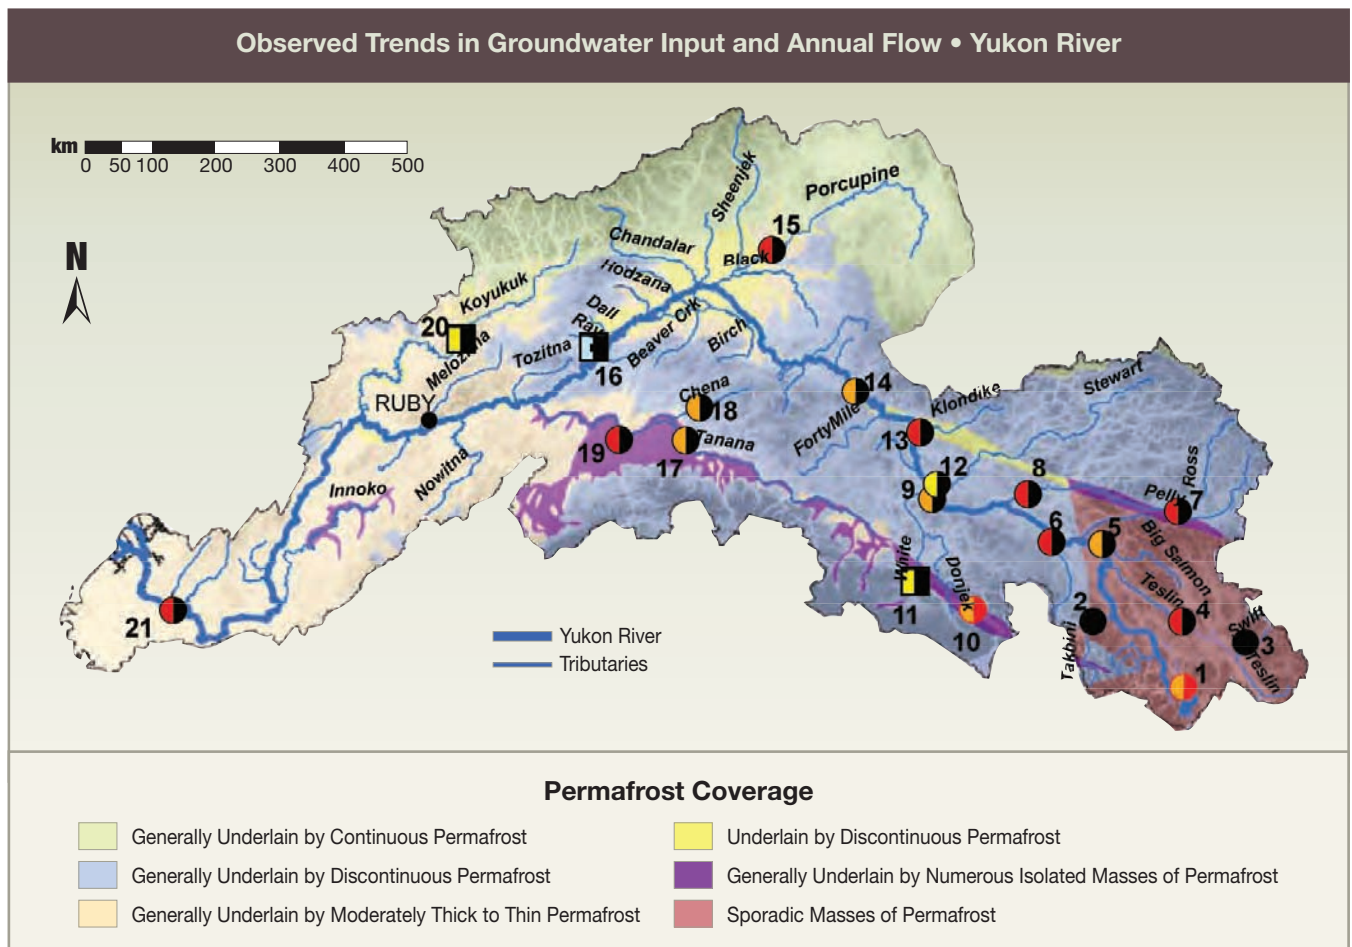 Observed Trends in Groundwater Input and Annual Flow • Yukon River
km
0 50 100 200 300 400 500
N
Sheenjek
Porcupine
15
Chandalar
Black
Hodzana
Koyukuk
Dall
Ray
Beaver Crk
Birch
20
Melozitna
Tozitna
16
RUBY
Chena
18
14
FortyMile
Klondike
Stewart
13
19
17
Tanana
Nowitna
Innoko
12
9
8
Ross
Pelly
7
6
5
Big Salmon
White
Donjek
Teslin
2
4
Swift
3
11
10
Takhini
Teslin
1
21
Yukon River
Tributaries
Permafrost Coverage
Generally Underlain by Continuous Permafrost
Underlain by Discontinuous Permafrost
Generally Underlain by Discontinuous Permafrost
Generally Underlain by Numerous Isolated Masses of Permafrost
Generally Underlain by Moderately Thick to Thin Permafrost
Sporadic Masses of Permafrost